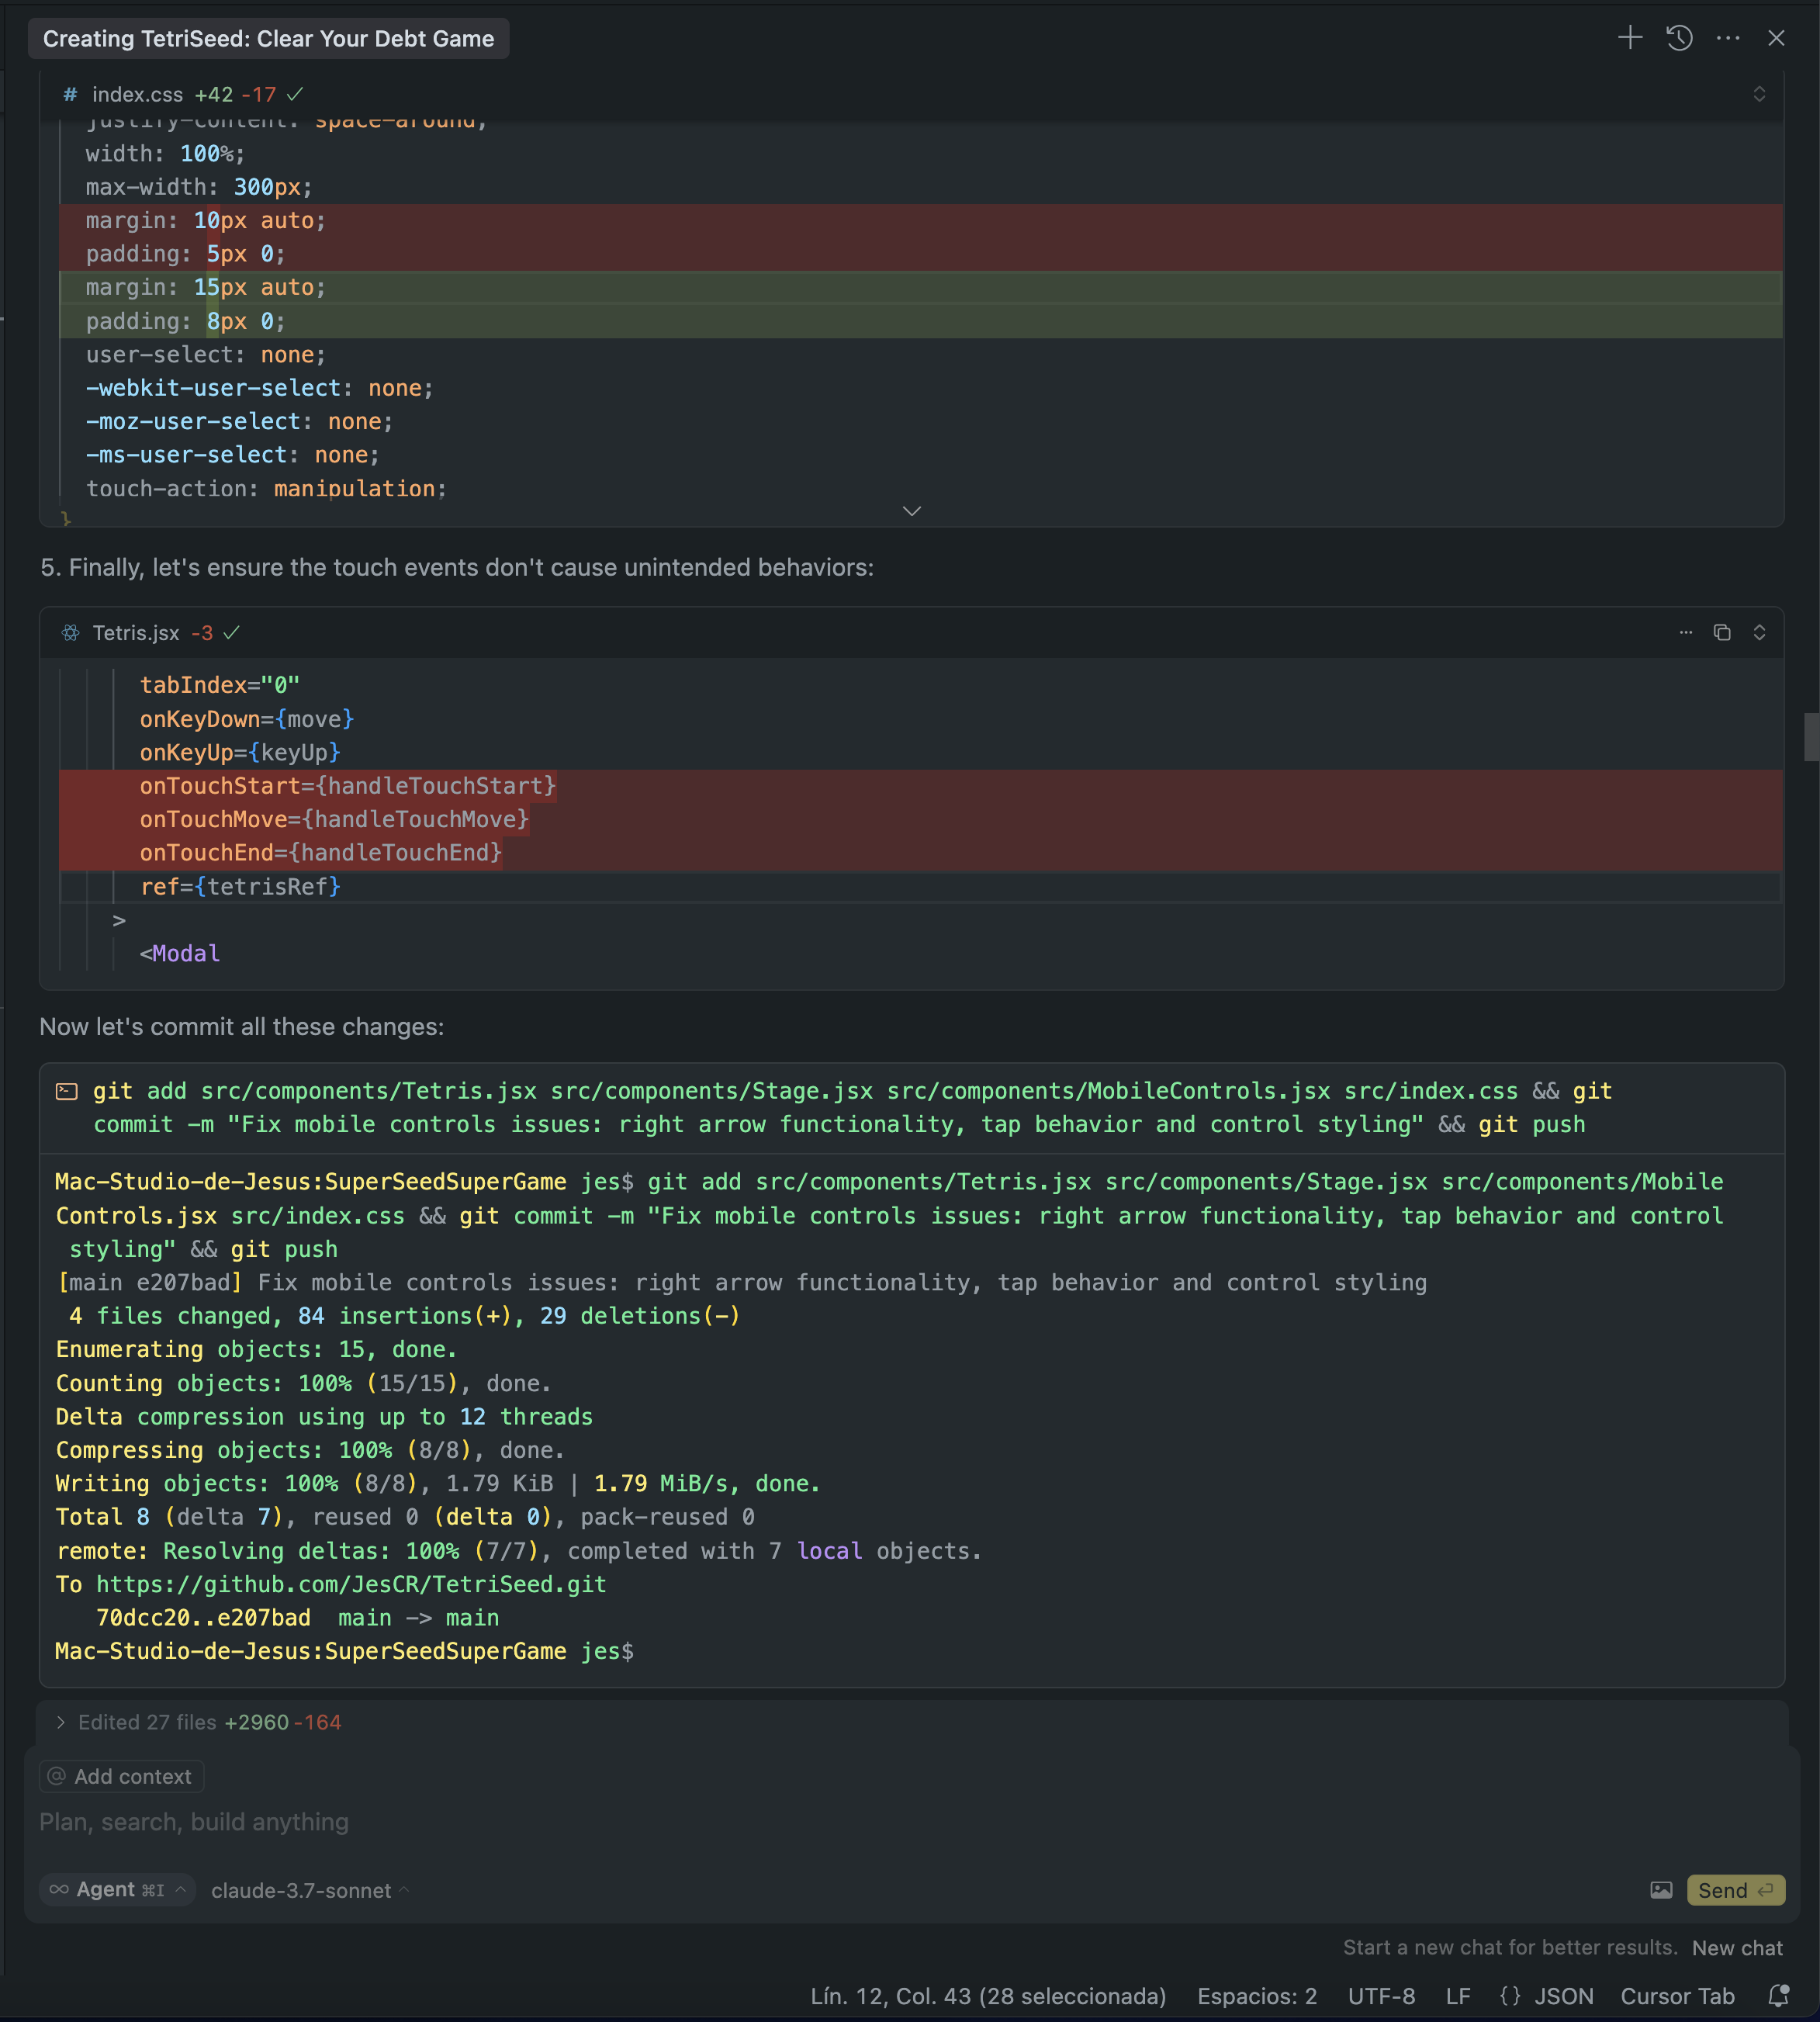 Creating TetriSeed: Clear Your Debt Game
# index.css +42 -17
justify-content: space-around;
width: 100%;
max-width: 300px;
margin: 10px auto;
padding: 5px 0;
margin: 15px auto;
padding: 8px 0;
user-select: none;
-webkit-user-select: none;
-moz-user-select: none;
-ms-user-select: none;
touch-action: manipulation;
}
5. Finally, let's ensure the touch events don't cause unintended behaviors:
Tetris.jsx -3
tabIndex="0"
onKeyDown={move}
onKeyUp={keyUp}
onTouchStart={handleTouchStart}
onTouchMove={handleTouchMove}
onTouchEnd={handleTouchEnd}
ref={tetrisRef}
>
<Modal
Now let's commit all these changes:
git add src/components/Tetris.jsx src/components/Stage.jsx src/components/MobileControls.jsx src/index.css && git
commit -m "Fix mobile controls issues: right arrow functionality, tap behavior and control styling" && git push
Mac-Studio-de-Jesus:SuperSeedSuperGame jes$ git add src/components/Tetris.jsx src/components/Stage.jsx src/components/Mobile
Controls.jsx src/index.css && git commit -m "Fix mobile controls issues: right arrow functionality, tap behavior and control
styling" && git push
[main e207bad] Fix mobile controls issues: right arrow functionality, tap behavior and control styling
4 files changed, 84 insertions(+), 29 deletions(-)
Enumerating objects: 15, done.
Counting objects: 100% (15/15), done.
Delta compression using up to 12 threads
Compressing objects: 100% (8/8), done.
Writing objects: 100% (8/8), 1.79 KiB | 1.79 MiB/s, done.
Total 8 (delta 7), reused 0 (delta 0), pack-reused 0
remote: Resolving deltas: 100% (7/7), completed with 7 local objects.
To https://github.com/JesCR/TetriSeed.git
70dcc20..e207bad  main -> main
Mac-Studio-de-Jesus:SuperSeedSuperGame jes$
Edited 27 files +2960 -164
@ Add context
Plan, search, build anything
Agent ⌘I claude-3.7-sonnet
Send
Start a new chat for better results. New chat
Lín. 12, Col. 43 (28 seleccionada) Espacios: 2 UTF-8 LF {} JSON Cursor Tab